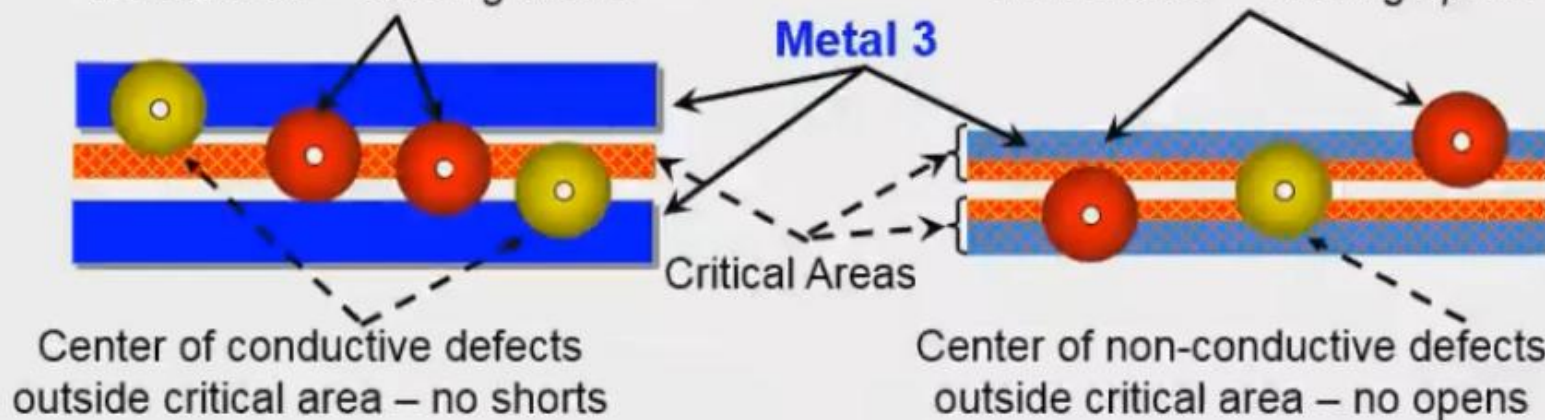 Metal 3
Critical Areas
Center of conductive defects
outside critical area – no shorts
Center of non-conductive defects
outside critical area – no opens